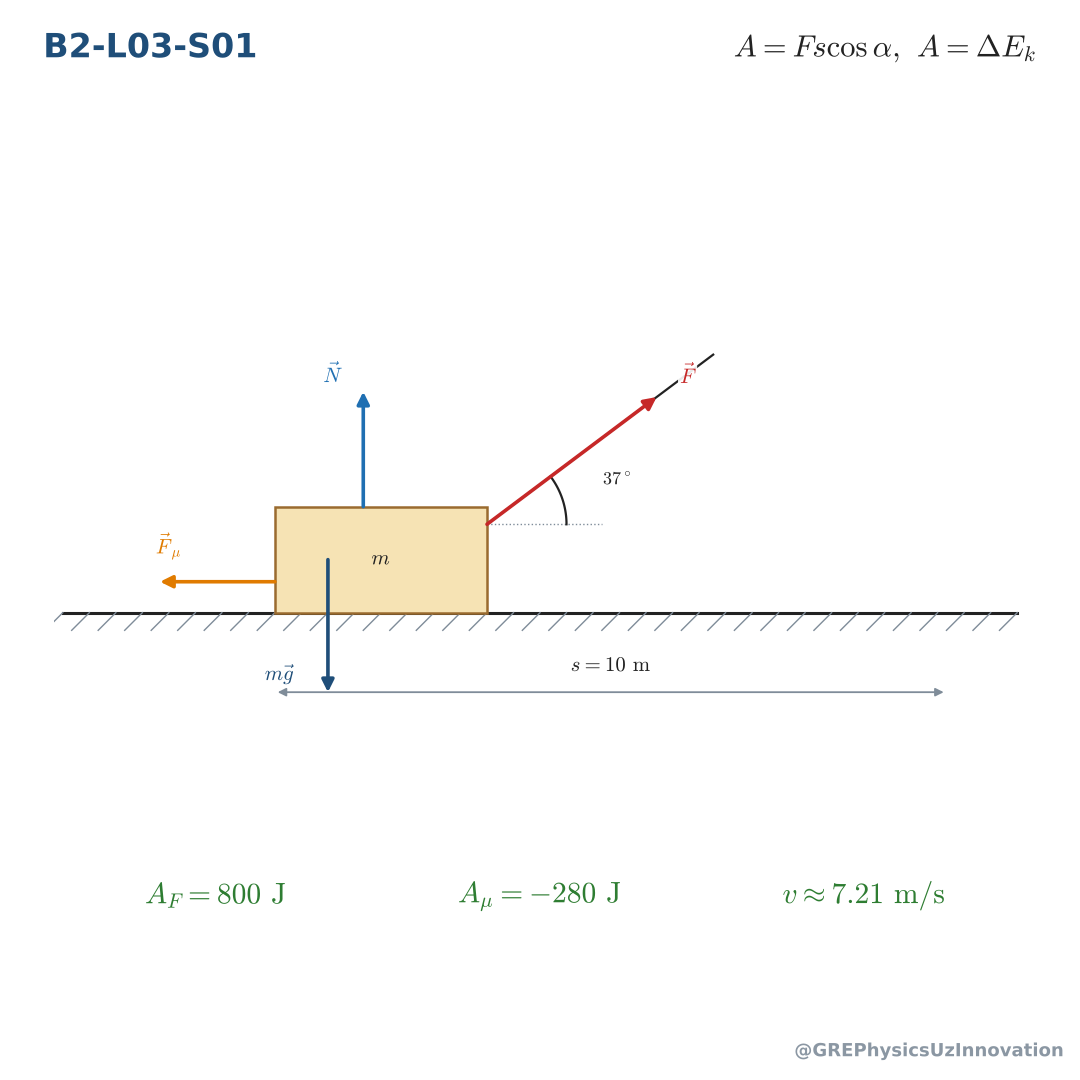 B2-L03-S01
A = Fs cos α, A = ΔE_k
N⃗
F⃗
37°
F⃗_μ
m
s = 10 m
mg⃗
A_F = 800 J
A_μ = −280 J
v ≈ 7.21 m/s
@GREPhysicsUzInnovation